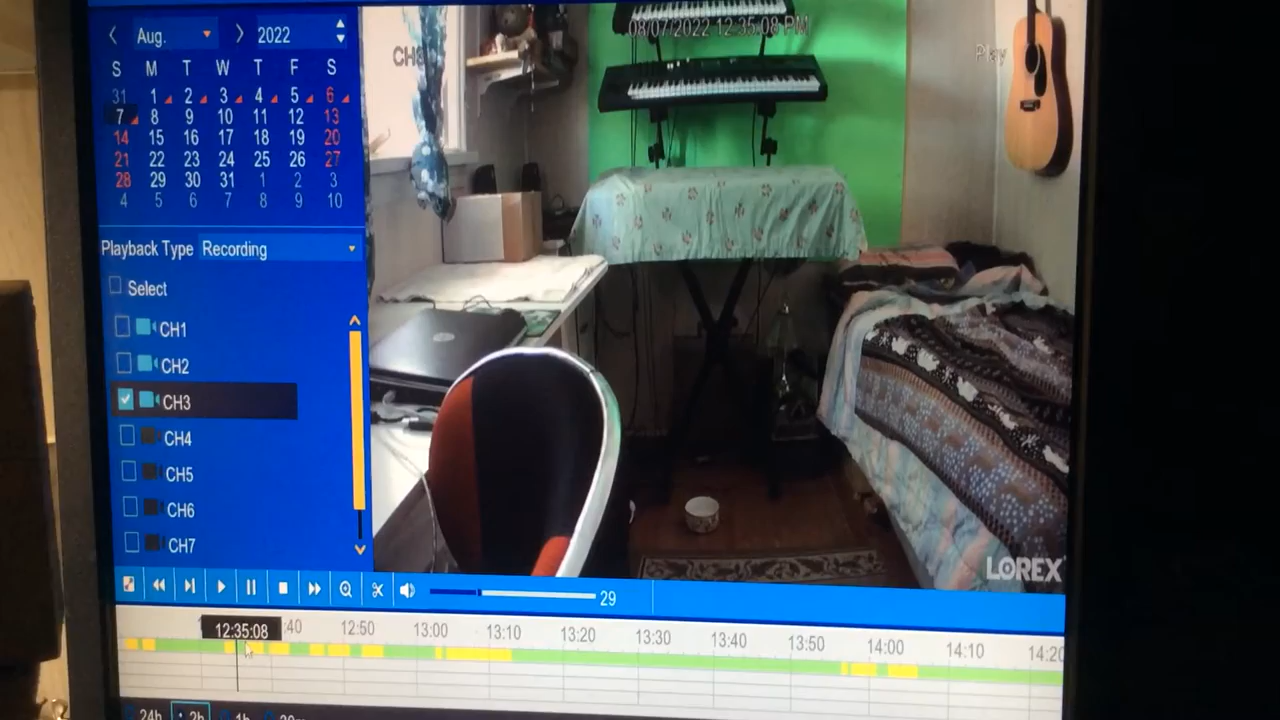 Aug.
2022
S M T W T F S
31 1 2 3 4 5 6
7 8 9 10 11 12 13
14 15 16 17 18 19 20
21 22 23 24 25 26 27
28 29 30 31 1 2 3
4 5 6 7 8 9 10
08/07/2022 12:35:08 PM
Play
Playback Type Recording
Select
CH1
CH2
CH3
CH4
CH5
CH6
CH7
hp
LOREX
29
12:35:08 :40 12:50 13:00 13:10 13:20 13:30 13:40 13:50 14:00 14:10 14:20
24h 2h 1h